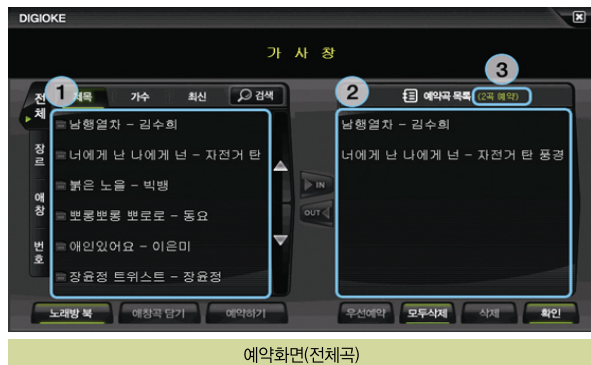 DIGIOKE
가 사 창
1 제목 가수 최신 검색
전체
장르
애창
번호
남행열차 – 김수희
너에게 난 나에게 넌 – 자전거 탄
붉은 노을 – 빅뱅
뽀롱뽀롱 뽀로로 – 동요
애인있어요 – 이은미
장윤정 트위스트 – 장윤정
노래방 북 애창곡 담기 예약하기
IN
OUT
2 예약곡 목록 (2곡 예약)
3
남행열차 – 김수희
너에게 난 나에게 넌 – 자전거 탄 풍경
우선예약 모두삭제 삭제 확인
예약화면(전체곡)